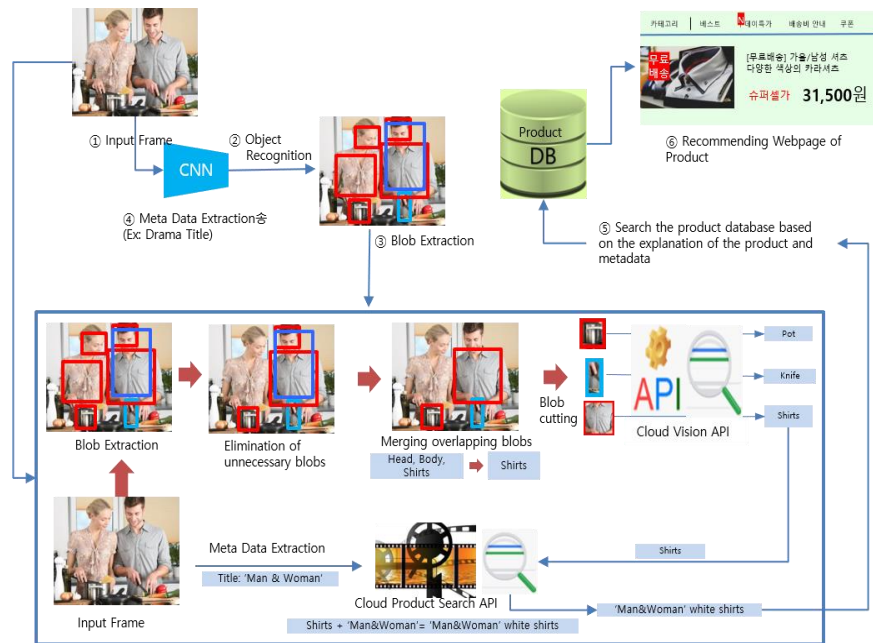 카테고리
베스트
N
투데이특가
배송비 안내
쿠폰
무료
배송
[무료배송] 가을/남성 셔츠
다양한 색상의 카라셔츠
슈퍼셀가 31,500원
① Input Frame
② Object
Recognition
CNN
Product
DB
⑥ Recommending Webpage of
Product
④ Meta Data Extraction송
(Ex: Drama Title)
③ Blob Extraction
⑤ Search the product database based
on the explanation of the product and
metadata
Blob Extraction
Elimination of
unnecessary blobs
Merging overlapping blobs
Head, Body,
Shirts
Shirts
Blob
cutting
API
Cloud Vision API
Pot
Knife
Shirts
Input Frame
Meta Data Extraction
Title: 'Man & Woman'
Cloud Product Search API
Shirts
'Man&Woman' white shirts
Shirts + 'Man&Woman'= 'Man&Woman' white shirts